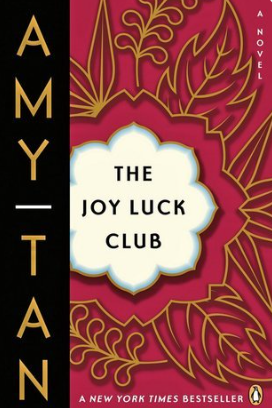 AMY — TAN
A NOVEL
THE
JOY LUCK
CLUB
A NEW YORK TIMES BESTSELLER